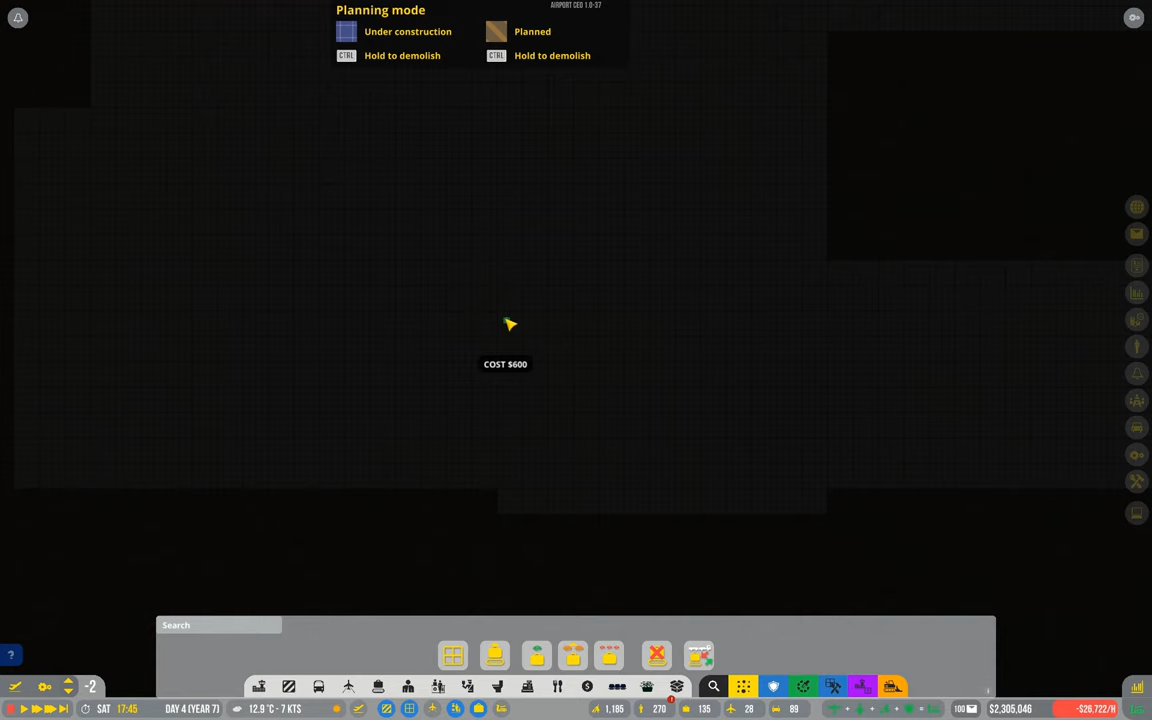 AIRPORT CEO 1.0-37
Planning mode
Under construction
Planned
CTRL Hold to demolish
CTRL Hold to demolish
COST $600
Search
?
-2
SAT 17:45
DAY 4 (YEAR 7)
12.9 °C - 7 KTS
1,185
270
135
28
89
100
$2,305,046
-$26,722/H